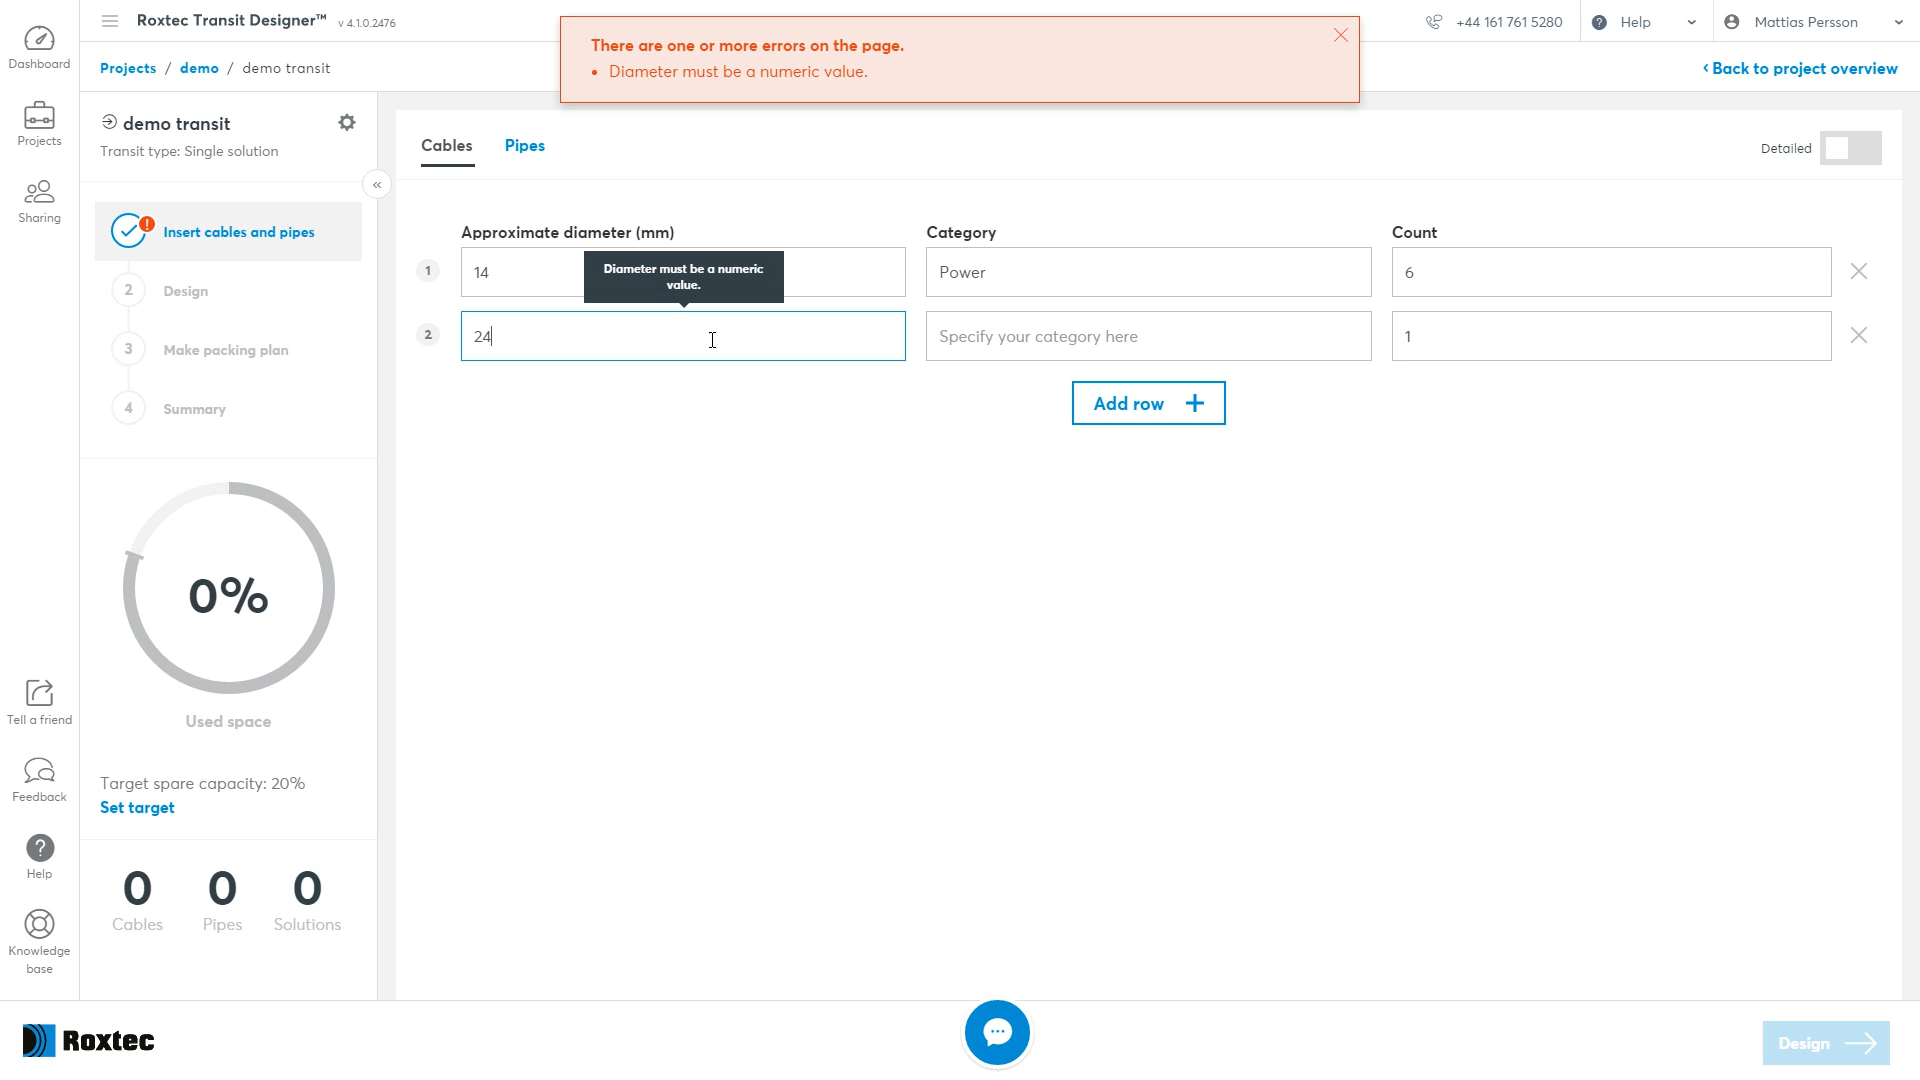 Roxtec Transit Designer™ v 4.1.0.2476
+44 161 761 5280
Help
Mattias Persson
There are one or more errors on the page.
• Diameter must be a numeric value.
Projects / demo / demo transit
‹ Back to project overview
Dashboard
Projects
Sharing
Tell a friend
Feedback
? Help
Knowledge
base
demo transit
Transit type: Single solution
«
! Insert cables and pipes
2 Design
3 Make packing plan
4 Summary
0%
Used space
Target spare capacity: 20%
Set target
0 0 0
Cables Pipes Solutions
Cables Pipes
Detailed
Approximate diameter (mm) Category Count
1 14 Power 6
Diameter must be a numeric
value.
2 24 Specify your category here 1
Add row +
Roxtec
Design